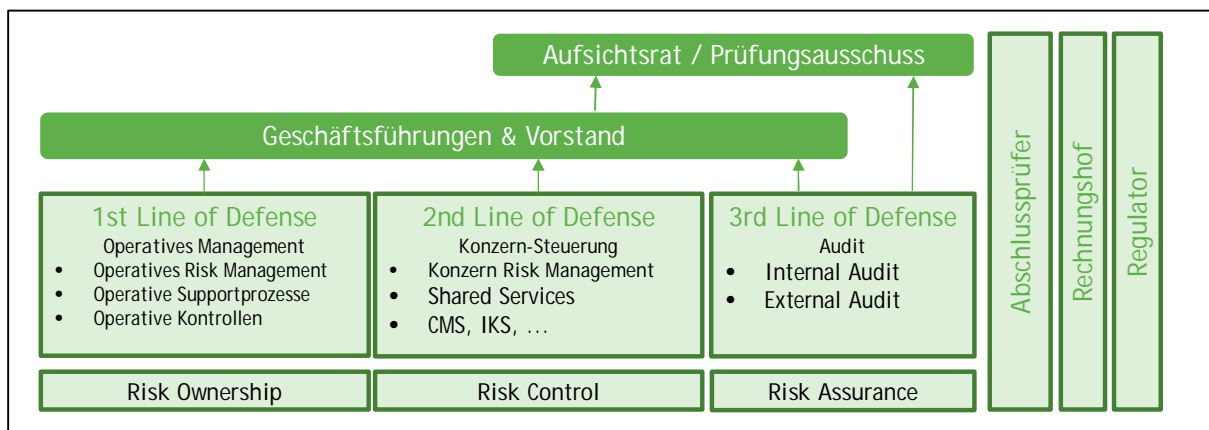 Aufsichtsrat / Prüfungsausschuss
Geschäftsführungen & Vorstand
1st Line of Defense
Operatives Management
• Operatives Risk Management
• Operative Supportprozesse
• Operative Kontrollen
Risk Ownership
2nd Line of Defense
Konzern-Steuerung
• Konzern Risk Management
• Shared Services
• CMS, IKS, ...
Risk Control
3rd Line of Defense
Audit
• Internal Audit
• External Audit
Risk Assurance
Abschlussprüfer
Rechnungshof
Regulator